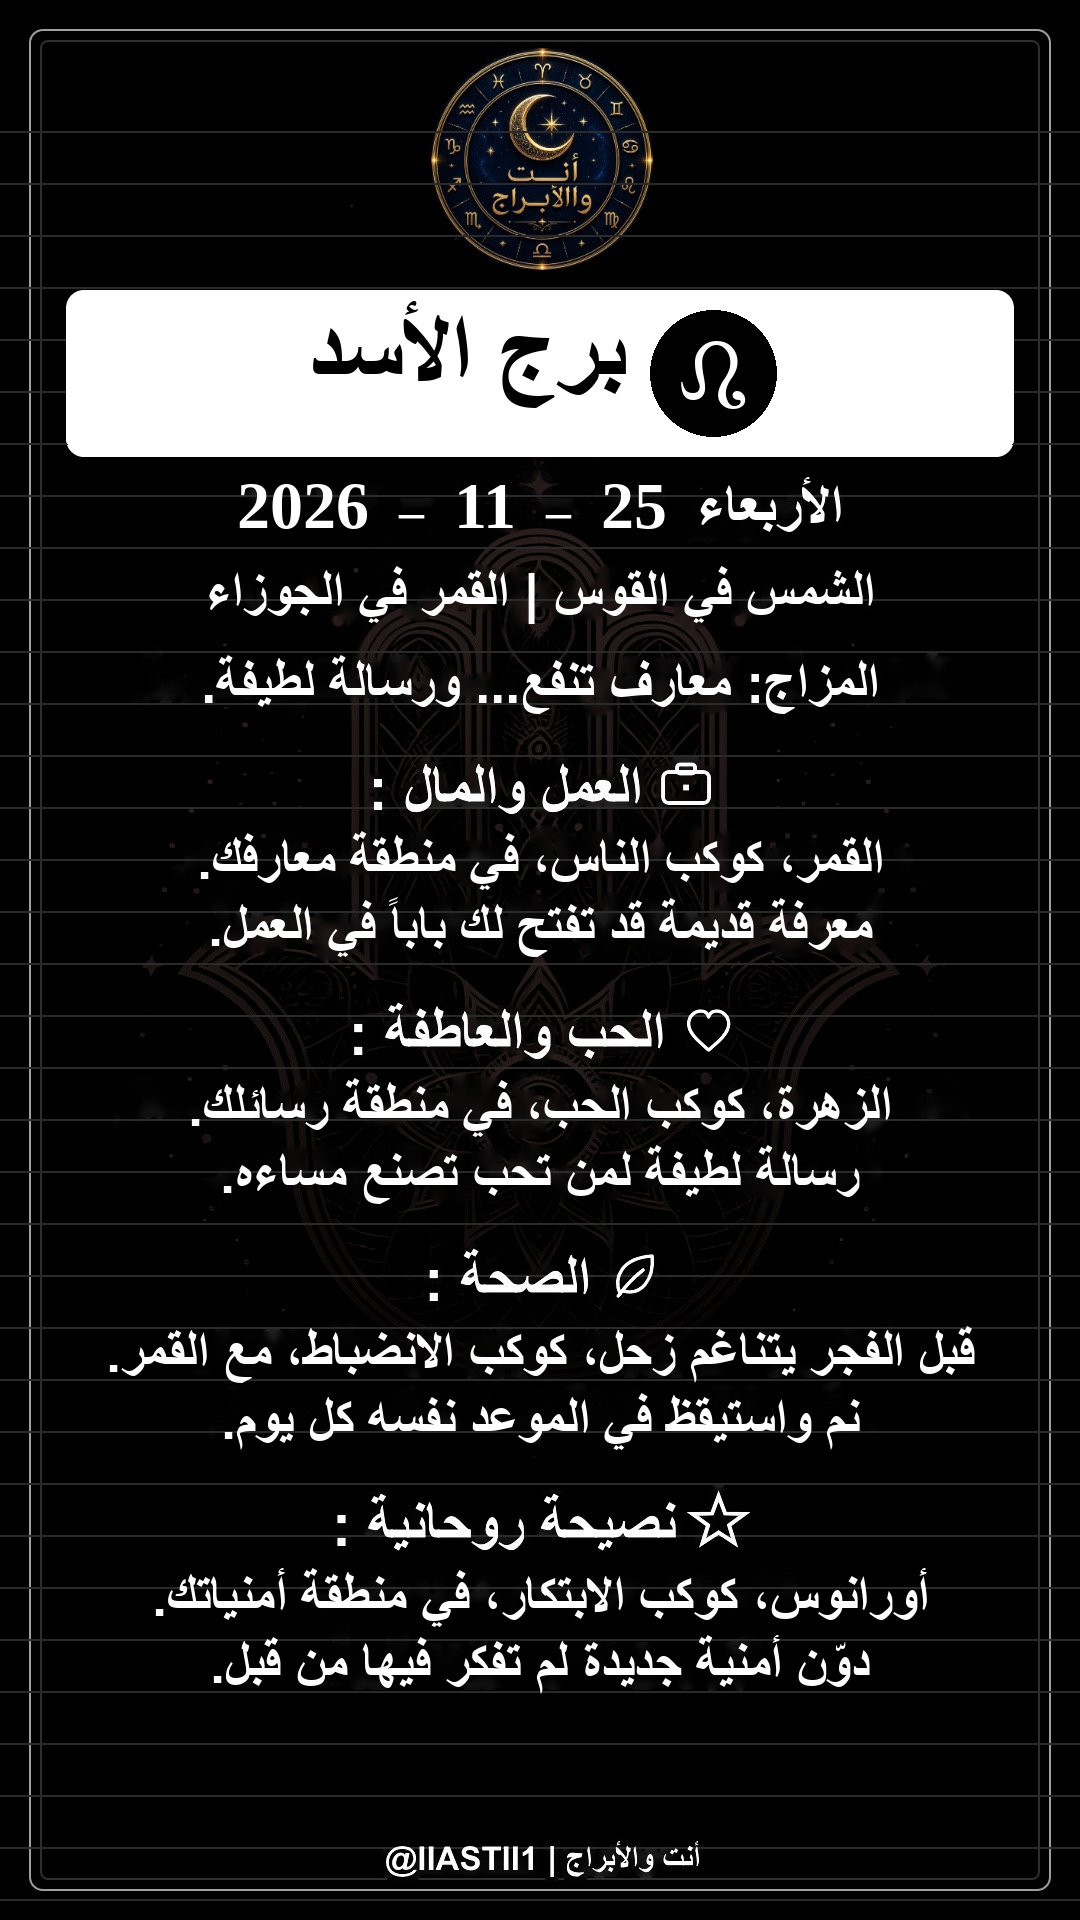 أنت
واالآبراج
برج الأسد
الأربعاء 25 – 11 – 2026
الشمس في القوس | القمر في الجوزاء
المزاج: معارف تنفع... ورسالة لطيفة.
العمل والمال :
القمر، كوكب الناس، في منطقة معارفك.
معرفة قديمة قد تفتح لك باباً في العمل.
الحب والعاطفة :
الزهرة، كوكب الحب، في منطقة رسائلك.
رسالة لطيفة لمن تحب تصنع مساءه.
الصحة :
قبل الفجر يتناغم زحل، كوكب الانضباط، مع القمر.
نم واستيقظ في الموعد نفسه كل يوم.
نصيحة روحانية :
أورانوس، كوكب الابتكار، في منطقة أمنياتك.
دوّن أمنية جديدة لم تفكر فيها من قبل.
أنت والأبراج | @IIASTII1